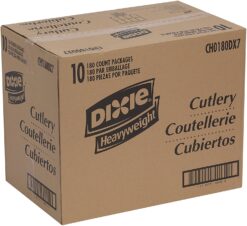 CH0180DX7
10 180 COUNT PACKAGES
180 PAR EMBALLAGE
180 PIEZAS POR PAQUETE
DIXIE
Heavyweight
Cutlery
Coutellerie
Cubiertos